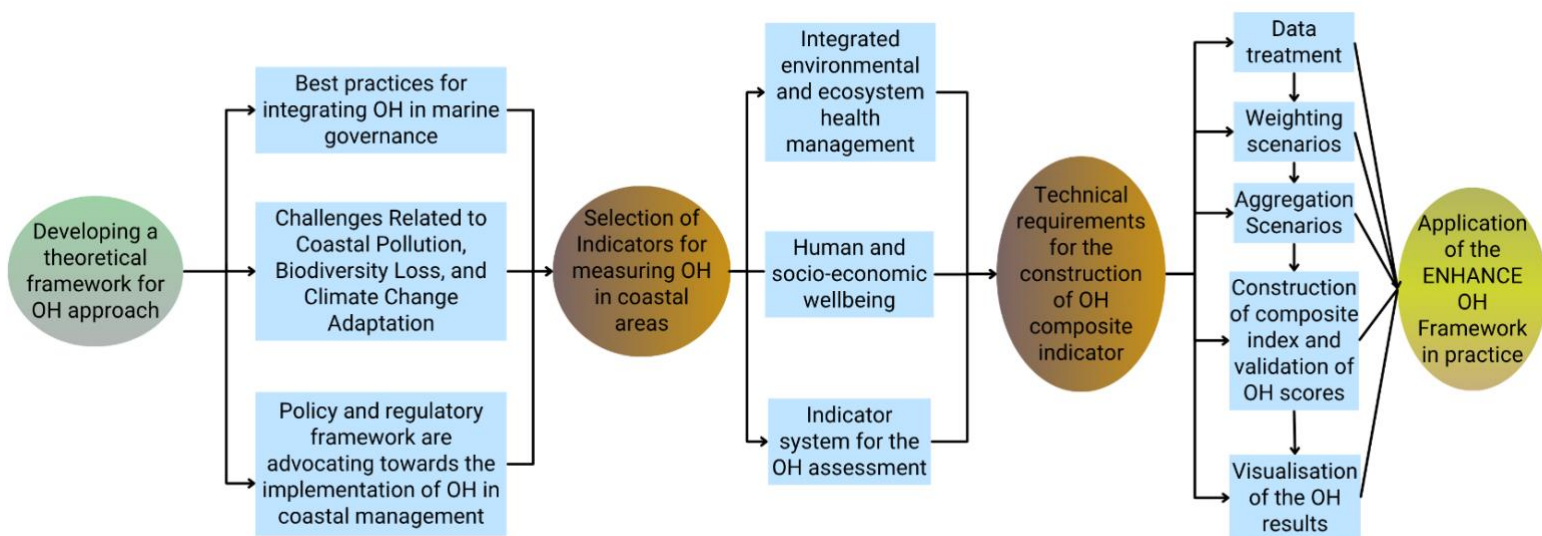 Developing a
theoretical
framework for
OH approach
Best practices for
integrating OH in marine
governance
Challenges Related to
Coastal Pollution,
Biodiversity Loss, and
Climate Change
Adaptation
Policy and regulatory
framework are
advocating towards the
implementation of OH in
coastal management
Selection of
Indicators for
measuring OH
in coastal
areas
Integrated
environmental
and ecosystem
health
management
Human and
socio-economic
wellbeing
Indicator
system for the
OH assessment
Technical
requirements
for the
construction
of OH
composite
indicator
Data
treatment
Weighting
scenarios
Aggregation
Scenarios
Construction
of composite
index and
validation of
OH scores
Visualisation
of the OH
results
Application
of the
ENHANCE
OH
Framework
in practice